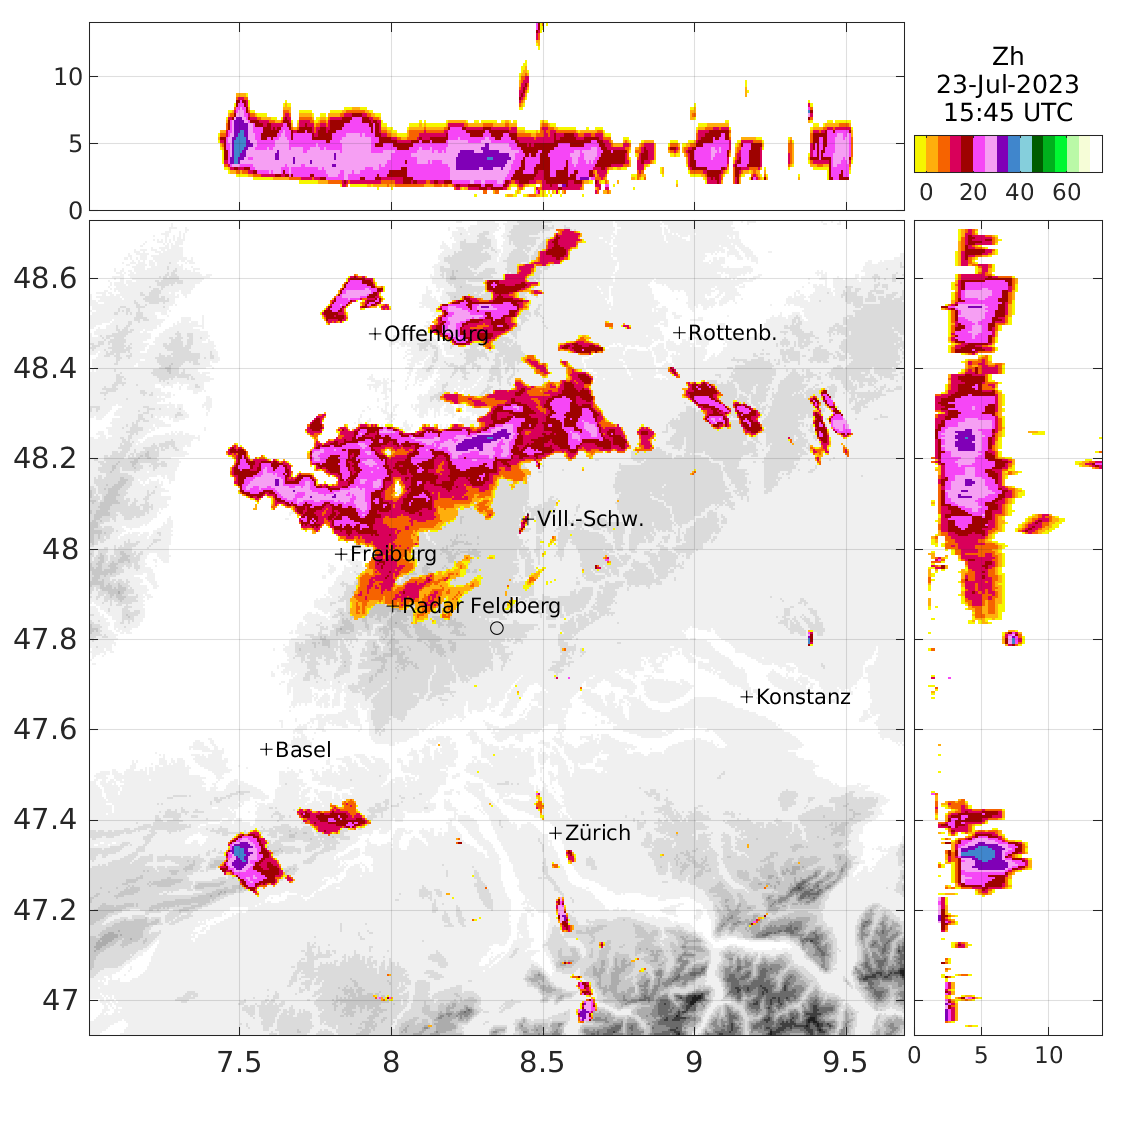 Zh
23-Jul-2023
15:45 UTC
10
5
0
0 20 40 60
48.6
48.4
48.2
48
47.8
47.6
47.4
47.2
47
+Offenburg
+Rottenb.
+Vill.-Schw.
+Freiburg
+Radar Feldberg
+Konstanz
+Basel
+Zürich
7.5 8 8.5 9 9.5
0 5 10